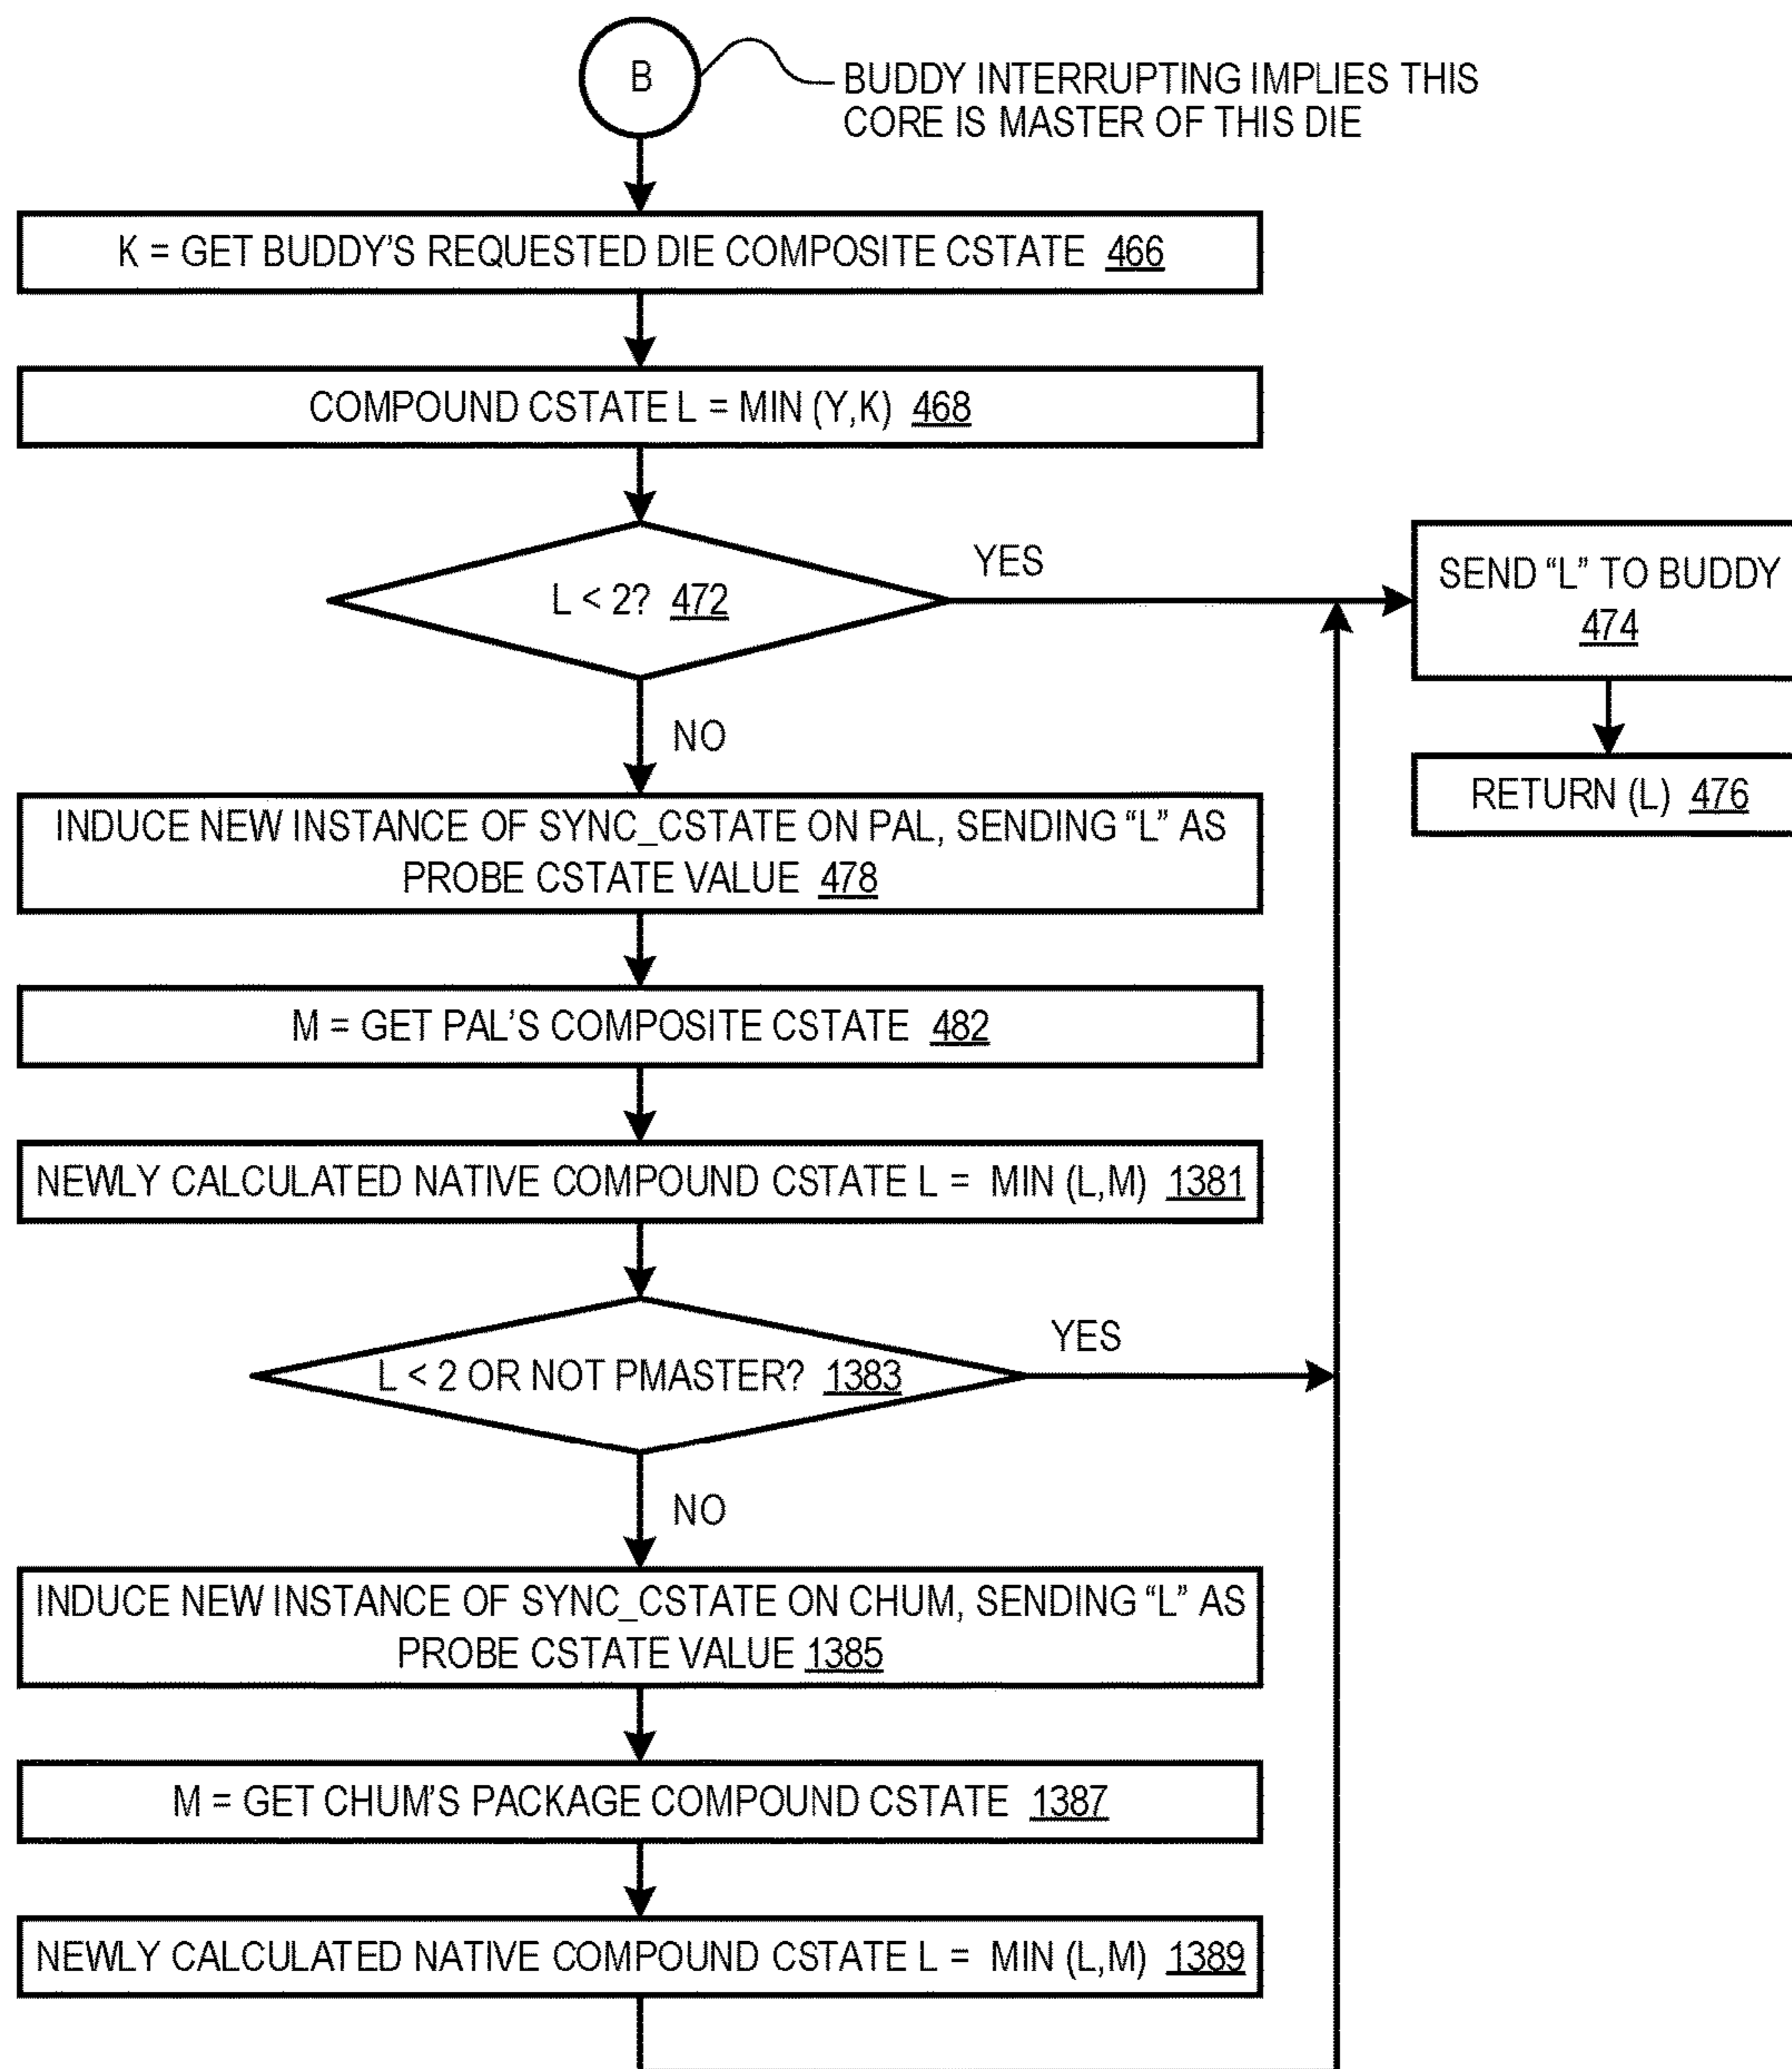 B
BUDDY INTERRUPTING IMPLIES THIS
CORE IS MASTER OF THIS DIE
K = GET BUDDY'S REQUESTED DIE COMPOSITE CSTATE 466
COMPOUND CSTATE L = MIN (Y,K) 468
L < 2? 472
YES
SEND “L” TO BUDDY
474
RETURN (L) 476
NO
INDUCE NEW INSTANCE OF SYNC_CSTATE ON PAL, SENDING “L” AS
PROBE CSTATE VALUE 478
M = GET PAL'S COMPOSITE CSTATE 482
NEWLY CALCULATED NATIVE COMPOUND CSTATE L = MIN (L,M) 1381
L < 2 OR NOT PMASTER? 1383
YES
NO
INDUCE NEW INSTANCE OF SYNC_CSTATE ON CHUM, SENDING “L” AS
PROBE CSTATE VALUE 1385
M = GET CHUM'S PACKAGE COMPOUND CSTATE 1387
NEWLY CALCULATED NATIVE COMPOUND CSTATE L = MIN (L,M) 1389